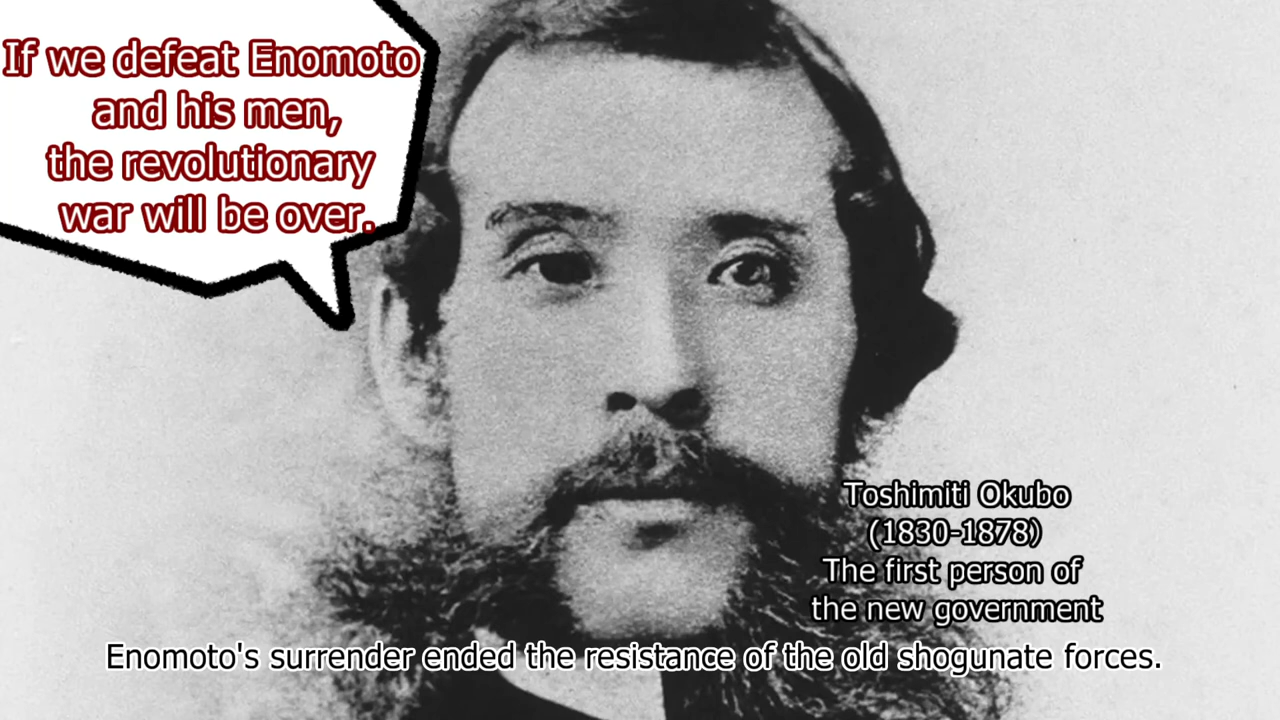 If we defeat Enomoto
and his men,
the revolutionary
war will be over.
Toshimiti Okubo
(1830-1878)
The first person of
the new government
Enomoto's surrender ended the resistance of the old shogunate forces.